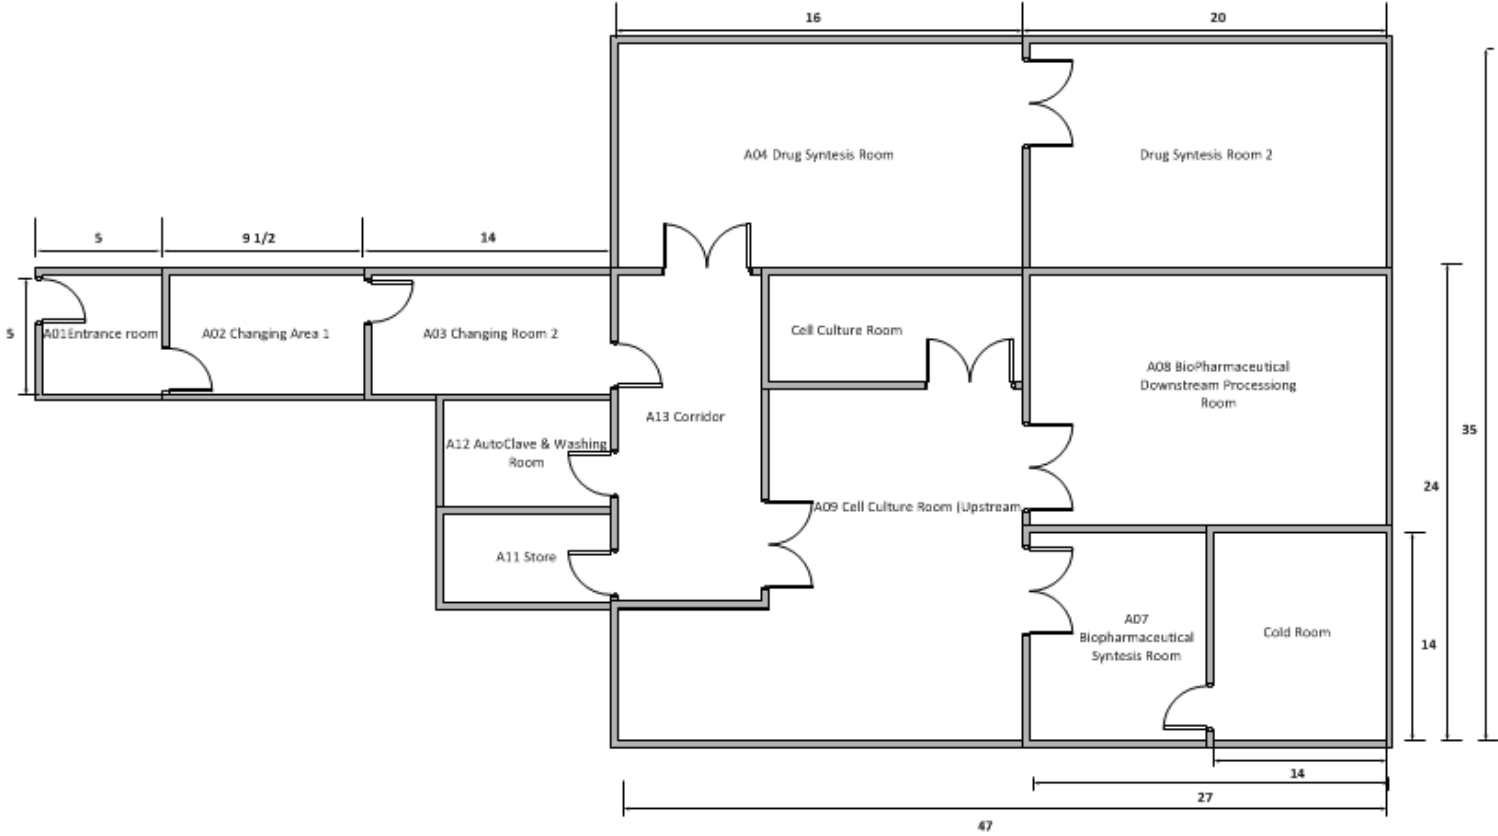 16
20
A04 Drug Syntesis Room
Drug Syntesis Room 2
5
9 1/2
14
5
A01Entrance room
A02 Changing Area 1
A03 Changing Room 2
Cell Culture Room
A08 BioPharmaceutical
Downstream Processiong
Room
A13 Corridor
35
A12 AutoClave & Washing
Room
24
A09 Cell Culture Room (Upstream
A11 Store
A07
Biopharmaceutical
Syntesis Room
Cold Room
14
14
27
47